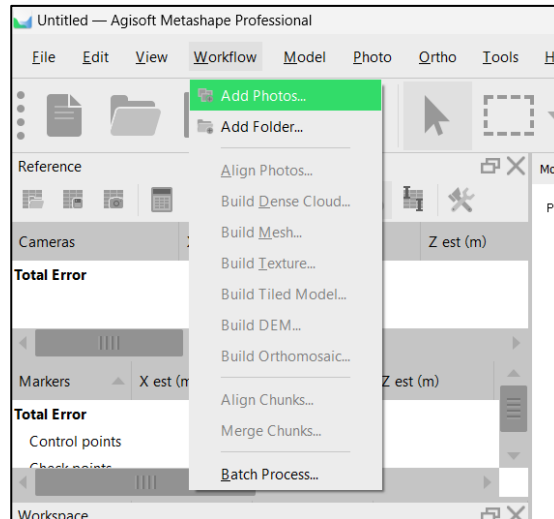 Untitled — Agisoft Metashape Professional
File Edit View Workflow Model Photo Ortho Tools
Add Photos...
Add Folder...
Reference
Align Photos...
Build Dense Cloud...
Build Mesh...
Cameras Z est (m)
Build Texture...
Total Error
Build Tiled Model...
Build DEM...
Build Orthomosaic...
Markers X est (m Z est (m)
Align Chunks...
Total Error
Merge Chunks...
Control points
Check points
Batch Process...
Workspace